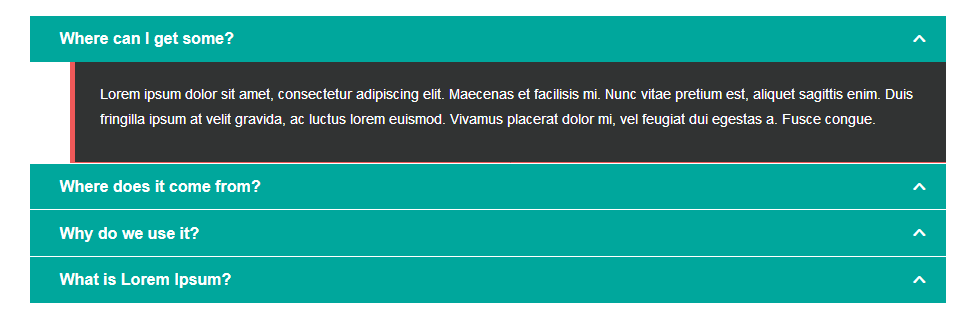 Where can I get some?
Lorem ipsum dolor sit amet, consectetur adipiscing elit. Maecenas et facilisis mi. Nunc vitae pretium est, aliquet sagittis enim. Duis
fringilla ipsum at velit gravida, ac luctus lorem euismod. Vivamus placerat dolor mi, vel feugiat dui egestas a. Fusce congue.
Where does it come from?
Why do we use it?
What is Lorem Ipsum?